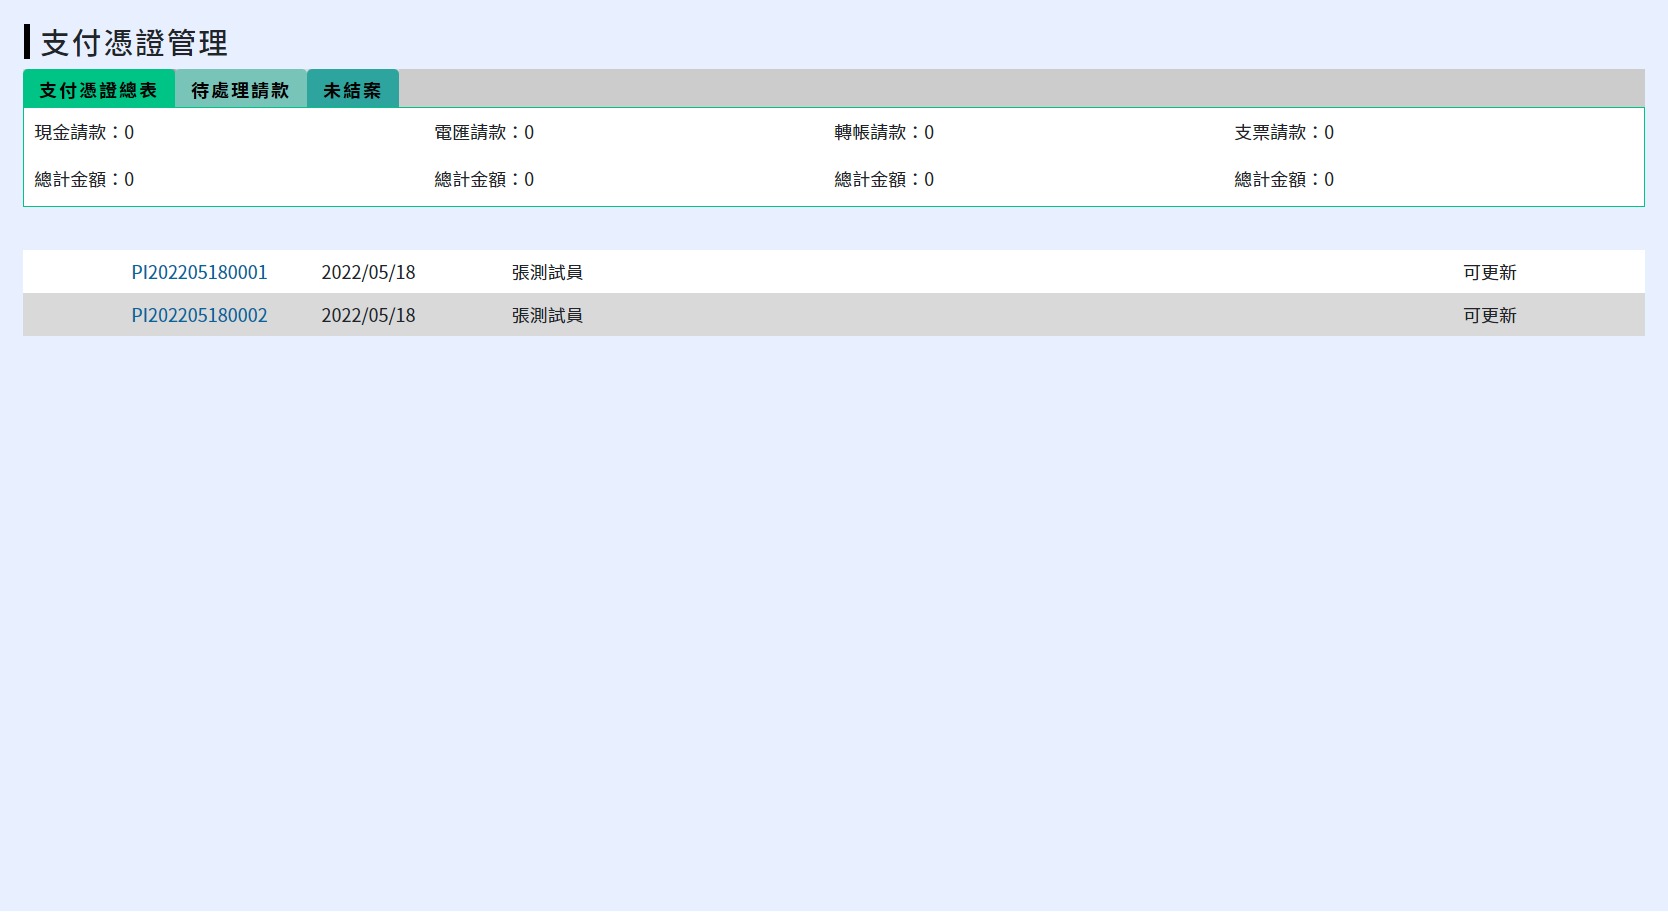 支付憑證管理
支付憑證總表 待處理請款 未結案
現金請款：0 電匯請款：0 轉帳請款：0 支票請款：0
總計金額：0 總計金額：0 總計金額：0 總計金額：0
PI202205180001 2022/05/18 張測試員 可更新
PI202205180002 2022/05/18 張測試員 可更新